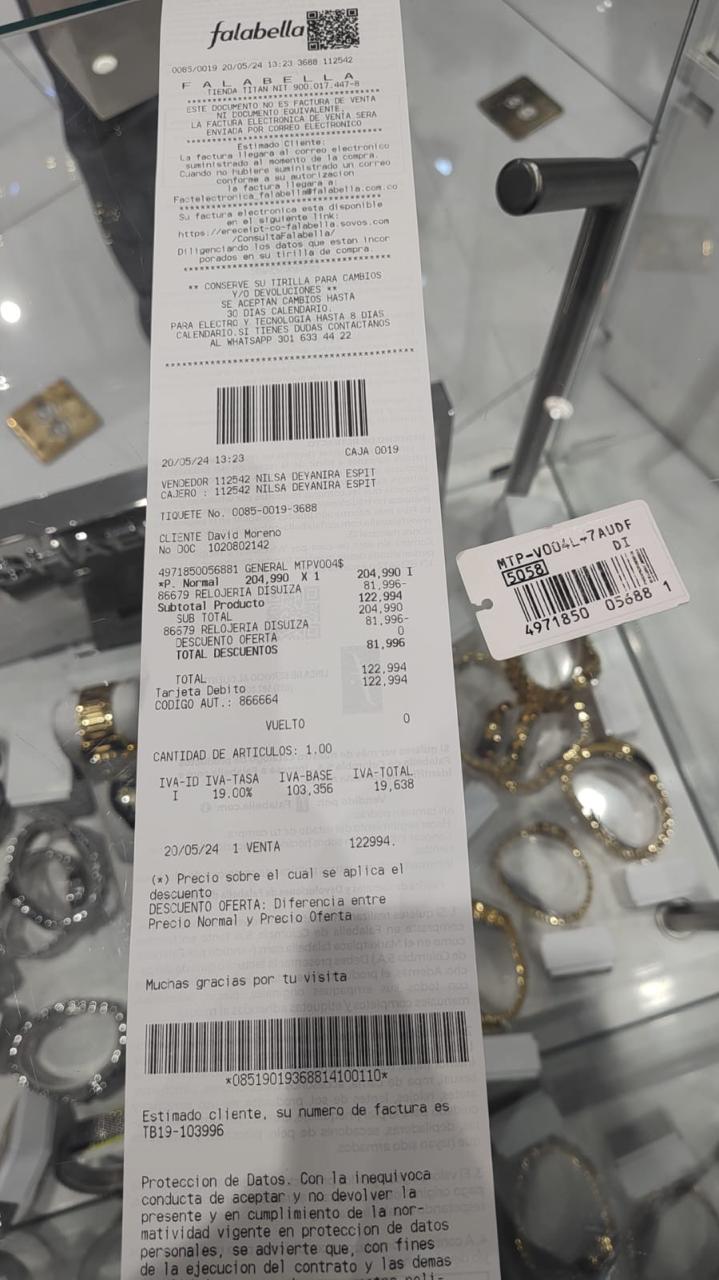 falabella
0085/0019 20/05/24 13:23 3688 112542
F A L A B E L L A
TIENDA TITAN NIT 900.017.447-8
************************************
ESTE DOCUMENTO NO ES FACTURA DE VENTA
NI DOCUMENTO EQUIVALENTE,
LA FACTURA ELECTRONICA DE VENTA SERA
ENVIADA POR CORREO ELECTRONICO
************************************
Estimado Cliente:
La factura llegara al correo electronico
suministrado al momento de la compra.
Cuando no hubiere suministrado un correo
conforme a su autorizacion
la factura llegara a:
Factelectronica_falabella@falabella.com.co
************************************
Su factura electronica esta disponible
en el siguiente link:
https://ereceipt-co-falabella.sovos.com
/ConsultaFalabella/
Diligenciando los datos que estan incor
porados en su tirilla de compra.
************************************
** CONSERVE SU TIRILLA PARA CAMBIOS
Y/O DEVOLUCIONES **
SE ACEPTAN CAMBIOS HASTA
30 DIAS CALENDARIO.
PARA ELECTRO Y TECNOLOGIA HASTA 8 DIAS
CALENDARIO.SI TIENES DUDAS CONTACTANOS
AL WHATSAPP 301 633 44 22
************************************
20/05/24 13:23 CAJA 0019
VENDEDOR 112542 NILSA DEYANIRA ESPIT
CAJERO : 112542 NILSA DEYANIRA ESPIT
TIQUETE No. 0085-0019-3688
CLIENTE David Moreno
No DOC 1020802142
4971850056881 GENERAL MTPV004$
*P. Normal 204,990 X 1 204,990 I
86679 RELOJERIA DISUIZA 81,996-
Subtotal Producto 122,994
SUB TOTAL 204,990
86679 RELOJERIA DISUIZA 81,996-
DESCUENTO OFERTA 0
TOTAL DESCUENTOS 81,996
TOTAL 122,994
Tarjeta Debito 122,994
CODIGO AUT.: 866664
VUELTO 0
CANTIDAD DE ARTICULOS: 1.00
IVA-ID IVA-TASA IVA-BASE IVA-TOTAL
I 19.00% 103,356 19,638
20/05/24 1 VENTA 122994.
(*) Precio sobre el cual se aplica el
descuento
DESCUENTO OFERTA: Diferencia entre
Precio Normal y Precio Oferta
Muchas gracias por tu visita
*08519019368814100110*
Estimado cliente, su numero de factura es
TB19-103996
Proteccion de Datos. Con la inequivoca
conducta de aceptar y no devolver la
presente y en cumplimiento de la nor-
matividad vigente en proteccion de datos
personales, se advierte que, con fines
de la ejecucion del contrato y las demas
MTP-V004L-7AUDF
5058 DI
4971850 05688 1